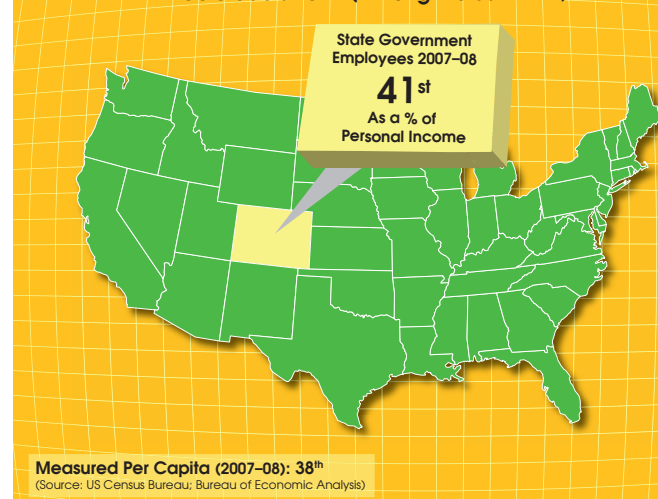 State Government
Employees 2007–08
41st
As a % of
Personal Income
Measured Per Capita (2007–08): 38th
(Source: US Census Bureau; Bureau of Economic Analysis)